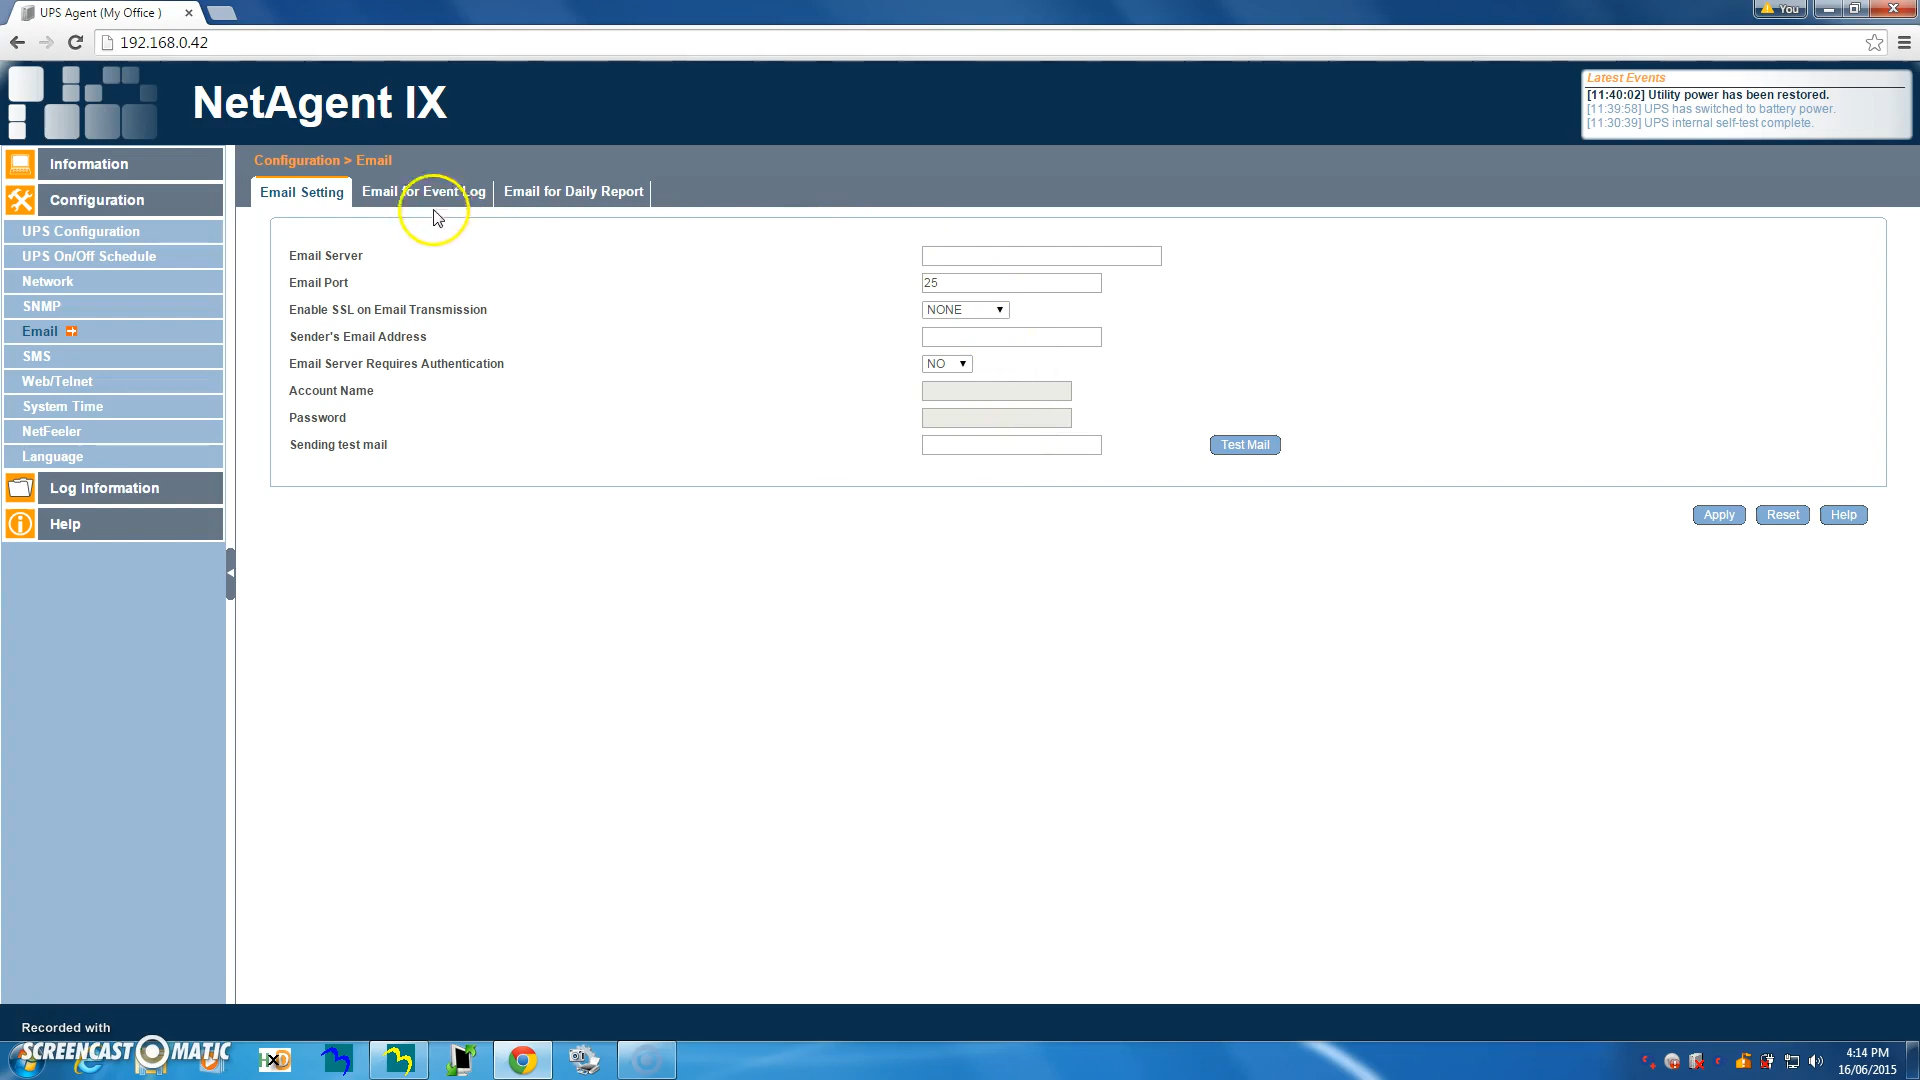 UPS Agent (My Office )
You
192.168.0.42
NetAgent IX
Latest Events
[11:40:02] Utility power has been restored.
[11:39:58] UPS has switched to battery power.
[11:30:39] UPS internal self-test complete.
Information
Configuration
UPS Configuration
UPS On/Off Schedule
Network
SNMP
Email
SMS
Web/Telnet
System Time
NetFeeler
Language
Log Information
Help
Configuration > Email
Email Setting
Email for Event Log
Email for Daily Report
Email Server
Email Port
25
Enable SSL on Email Transmission
NONE
Sender's Email Address
Email Server Requires Authentication
NO
Account Name
Password
Sending test mail
Test Mail
Apply
Reset
Help
Recorded with
SCREENCAST MATIC
HXD
4:14 PM
16/06/2015